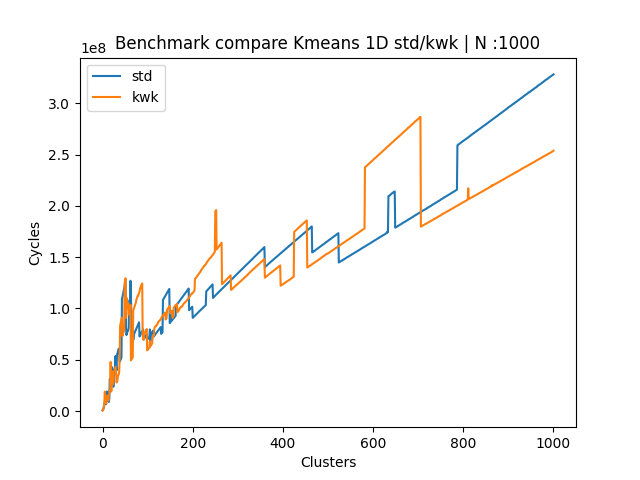 Benchmark compare Kmeans 1D std/kwk | N :1000
1e8
std
kwk
3.0
2.5
2.0
1.5
1.0
0.5
0.0
Cycles
0 200 400 600 800 1000
Clusters